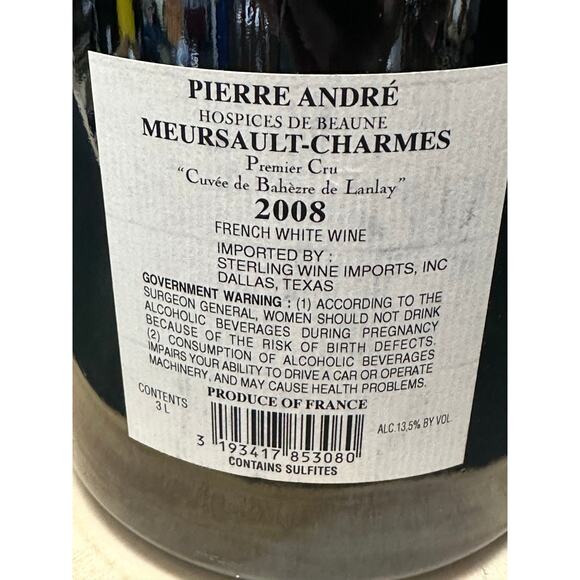 PIERRE ANDRÉ
HOSPICES DE BEAUNE
MEURSAULT-CHARMES
Premier Cru
"Cuvée de Bahèzre de Lanlay"
2008
FRENCH WHITE WINE
IMPORTED BY :
STERLING WINE IMPORTS, INC
DALLAS, TEXAS
GOVERNMENT WARNING : (1) ACCORDING TO THE
SURGEON GENERAL, WOMEN SHOULD NOT DRINK
ALCOHOLIC BEVERAGES DURING PREGNANCY
BECAUSE OF THE RISK OF BIRTH DEFECTS.
(2) CONSUMPTION OF ALCOHOLIC BEVERAGES
IMPAIRS YOUR ABILITY TO DRIVE A CAR OR OPERATE
MACHINERY, AND MAY CAUSE HEALTH PROBLEMS.
PRODUCE OF FRANCE
CONTENTS
3 L
ALC.13,5% BY VOL
3 193417 853080
CONTAINS SULFITES